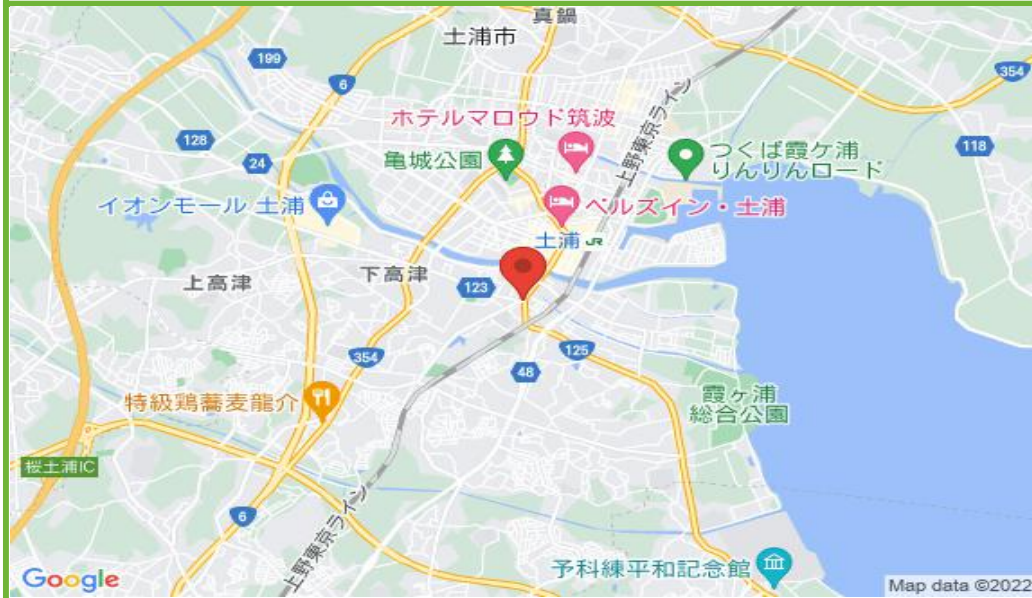 真鍋
土浦市
199
6
354
ホテルマロウド筑波
128
24
亀城公園
上野東京ライン
つくば霞ケ浦
りんりんロード
118
イオンモール 土浦
ベルズイン・土浦
土浦 JR
上高津
下高津
123
354
125
48
特級鶏蕎麦龍介
霞ヶ浦
総合公園
桜土浦IC
6
上野東京ライン
予科練平和記念館
Google
Map data ©2022